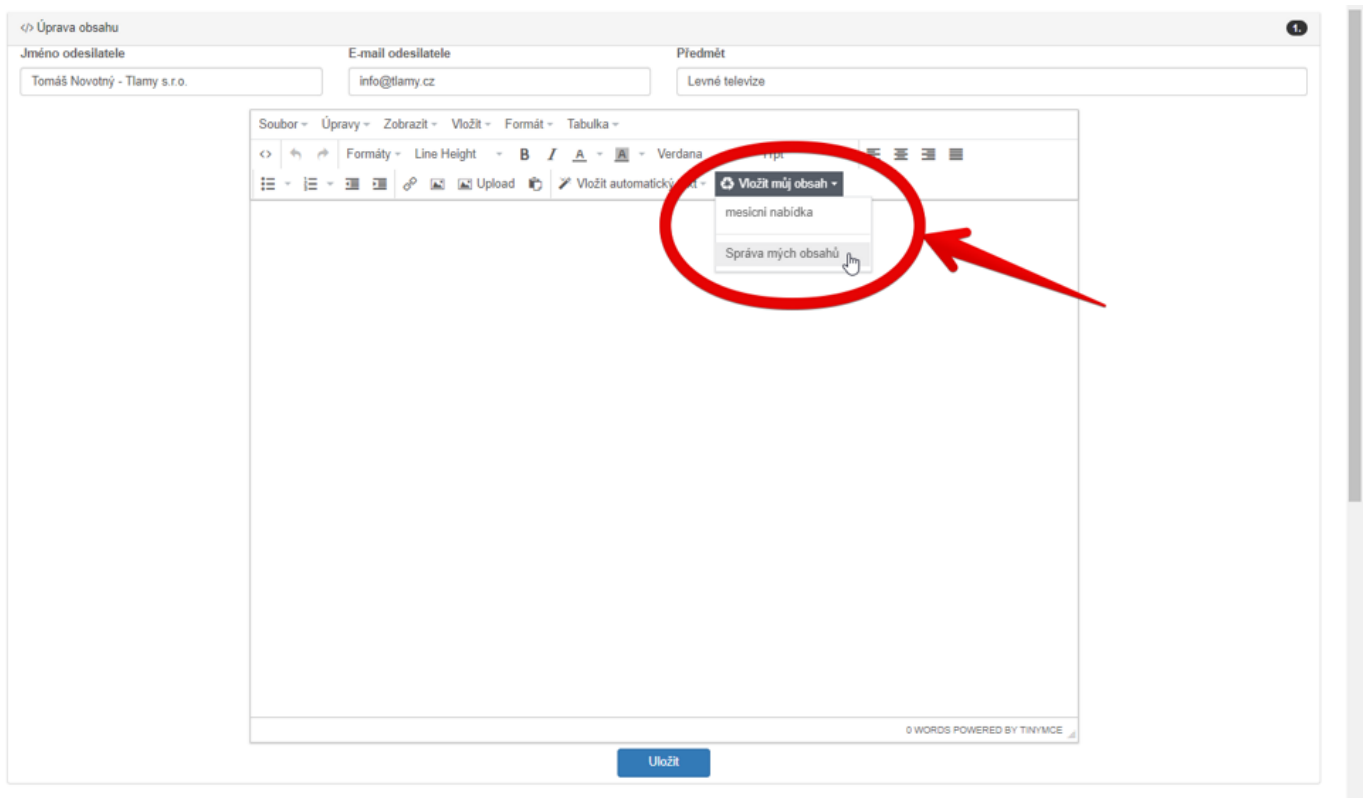 </> Úprava obsahu
1.
Jméno odesilatele E-mail odesilatele Předmět
Tomáš Novotný - Tlamy s.r.o. info@tlamy.cz Levné televize
Soubor Úpravy Zobrazit Vložit Formát Tabulka
Formáty Line Height B I A A Verdana
Upload Vložit automatický Vložit můj obsah
mesicni nabídka
Správa mých obsahů
0 WORDS POWERED BY TINYMCE
Uložit